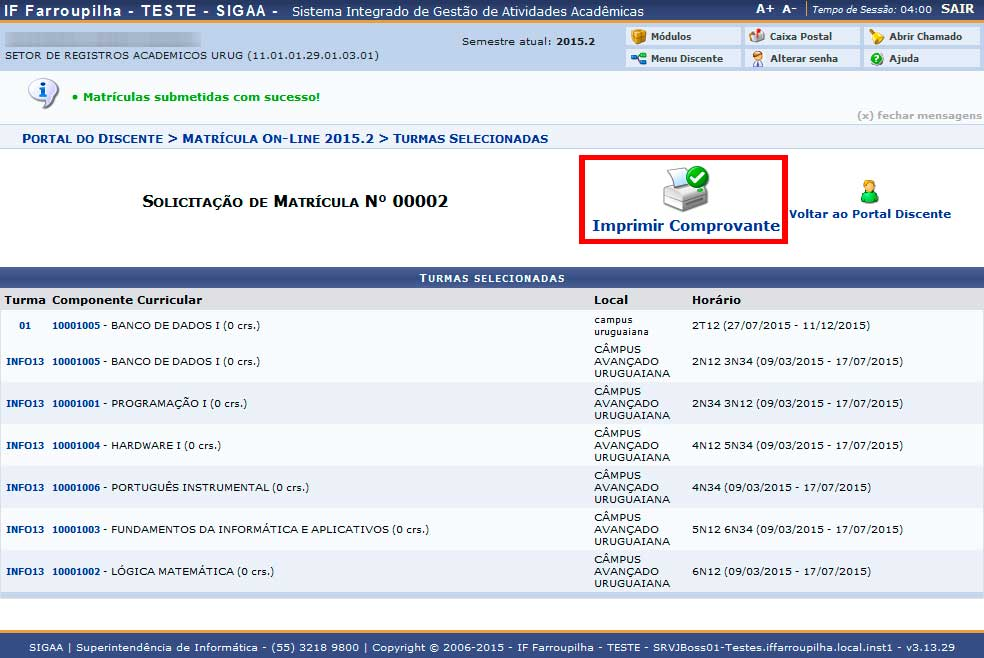 IF Farroupilha - TESTE - SIGAA - Sistema Integrado de Gestão de Atividades Acadêmicas A+ A- Tempo de Sessão: 04:00 SAIR
Semestre atual: 2015.2
SETOR DE REGISTROS ACADEMICOS URUG (11.01.01.29.01.03.01)
Módulos Caixa Postal Abrir Chamado
Menu Discente Alterar senha Ajuda
• Matrículas submetidas com sucesso!
(x) fechar mensagens
PORTAL DO DISCENTE > MATRÍCULA ON-LINE 2015.2 > TURMAS SELECIONADAS
SOLICITAÇÃO DE MATRÍCULA Nº 00002
Imprimir Comprovante
Voltar ao Portal Discente
TURMAS SELECIONADAS
Turma Componente Curricular Local Horário
01 10001005 - BANCO DE DADOS I (0 crs.) campus uruguaiana 2T12 (27/07/2015 - 11/12/2015)
INFO13 10001005 - BANCO DE DADOS I (0 crs.) CÂMPUS AVANÇADO URUGUAIANA 2N12 3N34 (09/03/2015 - 17/07/2015)
INFO13 10001001 - PROGRAMAÇÃO I (0 crs.) CÂMPUS AVANÇADO URUGUAIANA 2N34 3N12 (09/03/2015 - 17/07/2015)
INFO13 10001004 - HARDWARE I (0 crs.) CÂMPUS AVANÇADO URUGUAIANA 4N12 5N34 (09/03/2015 - 17/07/2015)
INFO13 10001006 - PORTUGUÊS INSTRUMENTAL (0 crs.) CÂMPUS AVANÇADO URUGUAIANA 4N34 (09/03/2015 - 17/07/2015)
INFO13 10001003 - FUNDAMENTOS DA INFORMÁTICA E APLICATIVOS (0 crs.) CÂMPUS AVANÇADO URUGUAIANA 5N12 6N34 (09/03/2015 - 17/07/2015)
INFO13 10001002 - LÓGICA MATEMÁTICA (0 crs.) CÂMPUS AVANÇADO URUGUAIANA 6N12 (09/03/2015 - 17/07/2015)
SIGAA | Superintendência de Informática - (55) 3218 9800 | Copyright © 2006-2015 - IF Farroupilha - TESTE - SRVJBoss01-Testes.iffarroupilha.local.inst1 - v3.13.29